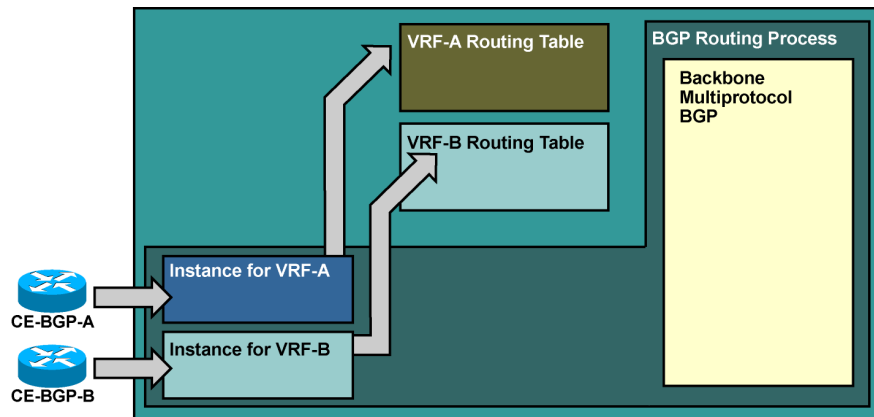 VRF-A Routing Table
BGP Routing Process
Backbone
Multiprotocol
BGP
VRF-B Routing Table
Instance for VRF-A
CE-BGP-A
Instance for VRF-B
CE-BGP-B